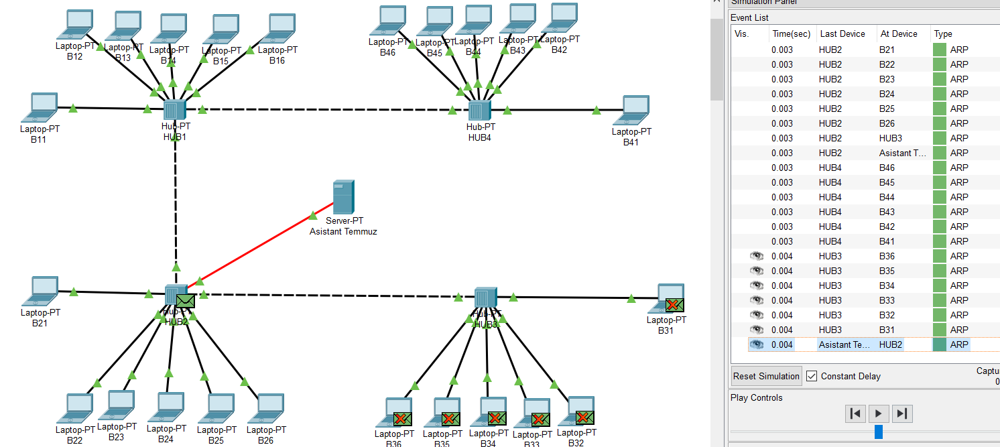 Simulation Panel
Event List
Vis. Time(sec) Last Device At Device Type
0.003 HUB2 B21 ARP
0.003 HUB2 B22 ARP
0.003 HUB2 B23 ARP
0.003 HUB2 B24 ARP
0.003 HUB2 B25 ARP
0.003 HUB2 B26 ARP
0.003 HUB2 HUB3 ARP
0.003 HUB2 Asistant T... ARP
0.003 HUB4 B46 ARP
0.003 HUB4 B45 ARP
0.003 HUB4 B44 ARP
0.003 HUB4 B43 ARP
0.003 HUB4 B42 ARP
0.003 HUB4 B41 ARP
0.004 HUB3 B36 ARP
0.004 HUB3 B35 ARP
0.004 HUB3 B34 ARP
0.004 HUB3 B33 ARP
0.004 HUB3 B32 ARP
0.004 HUB3 B31 ARP
0.004 Asistant Te... HUB2 ARP
Reset Simulation Constant Delay Captu
0
Play Controls
Laptop-PT
B12
Laptop-PT
B13
Laptop-PT
B14
Laptop-PT
B15
Laptop-PT
B16
Laptop-PT
B46
Laptop-PT
B45
Laptop-PT
B44
Laptop-PT
B43
Laptop-PT
B42
Laptop-PT
B11
Hub-PT
HUB1
Hub-PT
HUB4
Laptop-PT
B41
Server-PT
Asistant Temmuz
Laptop-PT
B21
Hub-PT
HUB2
Hub-PT
HUB3
Laptop-PT
B31
Laptop-PT
B22
Laptop-PT
B23
Laptop-PT
B24
Laptop-PT
B25
Laptop-PT
B26
Laptop-PT
B36
Laptop-PT
B35
Laptop-PT
B34
Laptop-PT
B33
Laptop-PT
B32